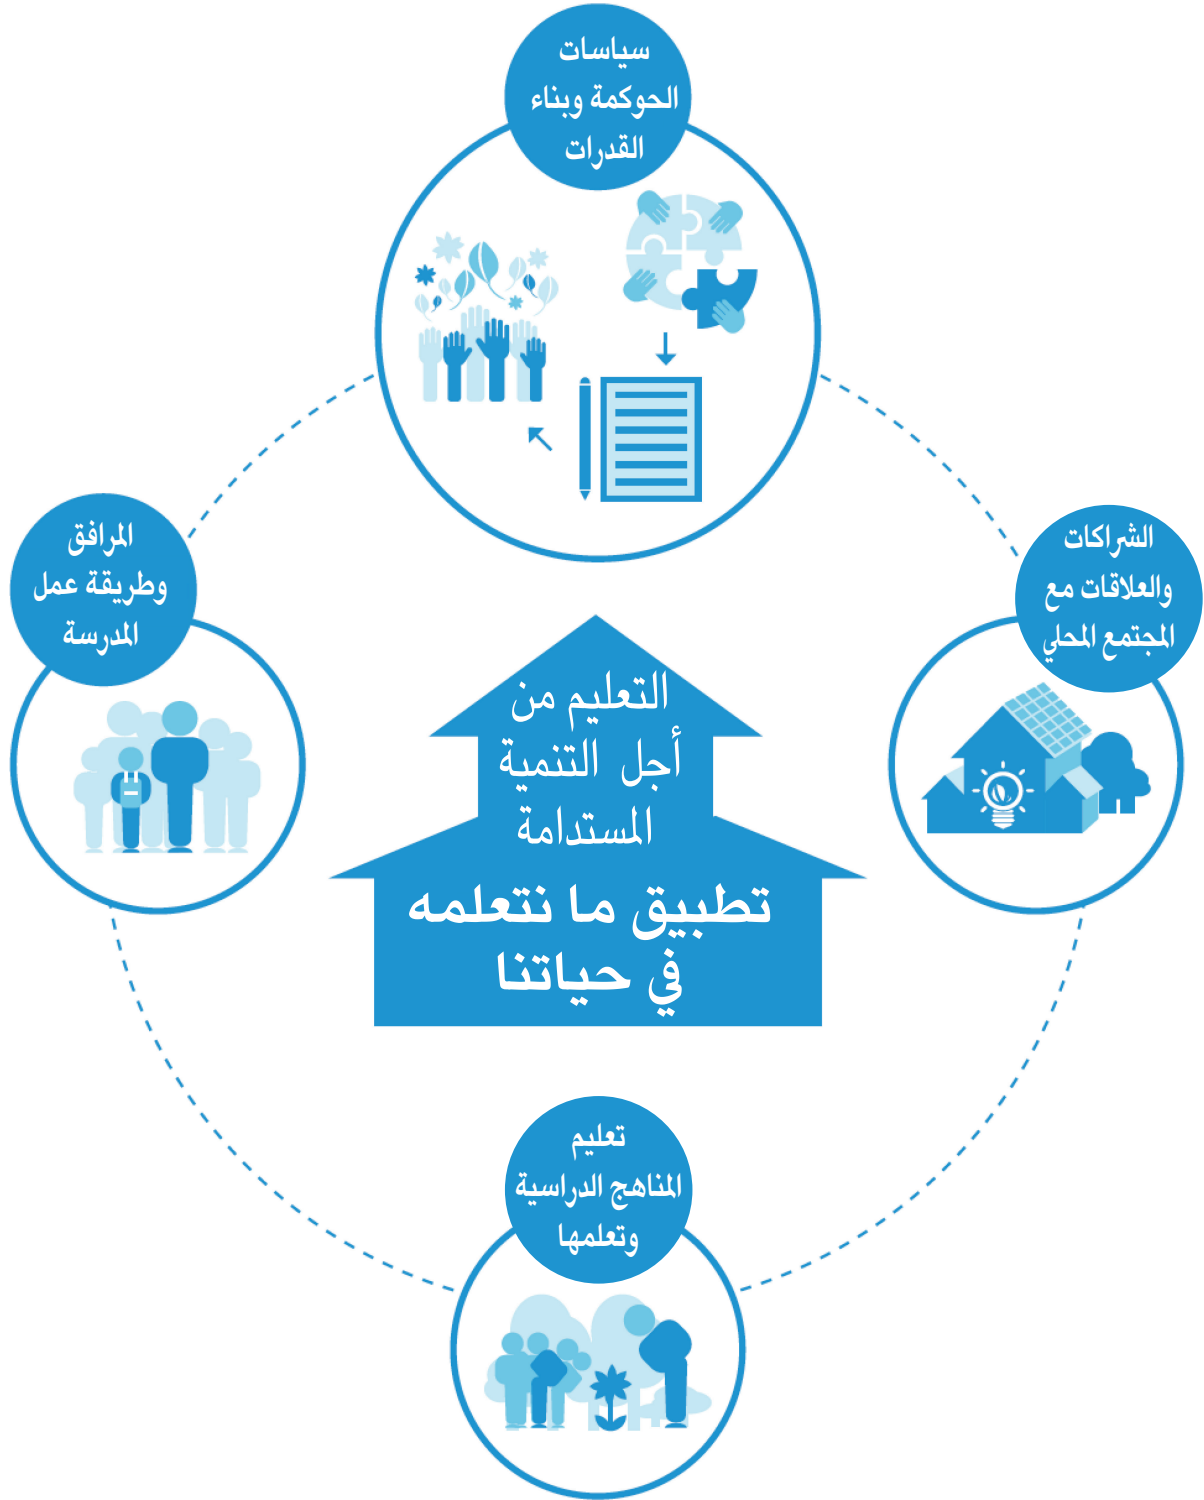 سياسات
الحوكمة وبناء
القدرات
الشراكات
والعلاقات مع
المجتمع المحلي
المرافق
وطريقة عمل
المدرسة
التعليم من
أجل التنمية
المستدامة
تطبيق ما نتعلمه
في حياتنا
تعليم
المناهج الدراسية
وتعلمها